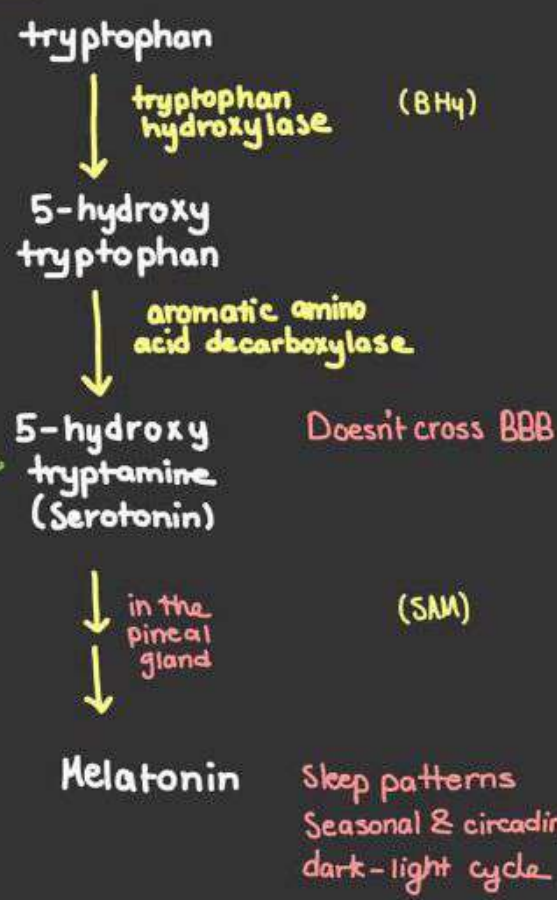 tryptophan
tryptophan (BH4)
hydroxylase
5-hydroxy
tryptophan
aromatic amino
acid decarboxylase
5-hydroxy Doesn't cross BBB
tryptamine
(Serotonin)
in the (SAM)
pineal
gland
Melatonin Sleep patterns
Seasonal & circadi
dark-light cycle